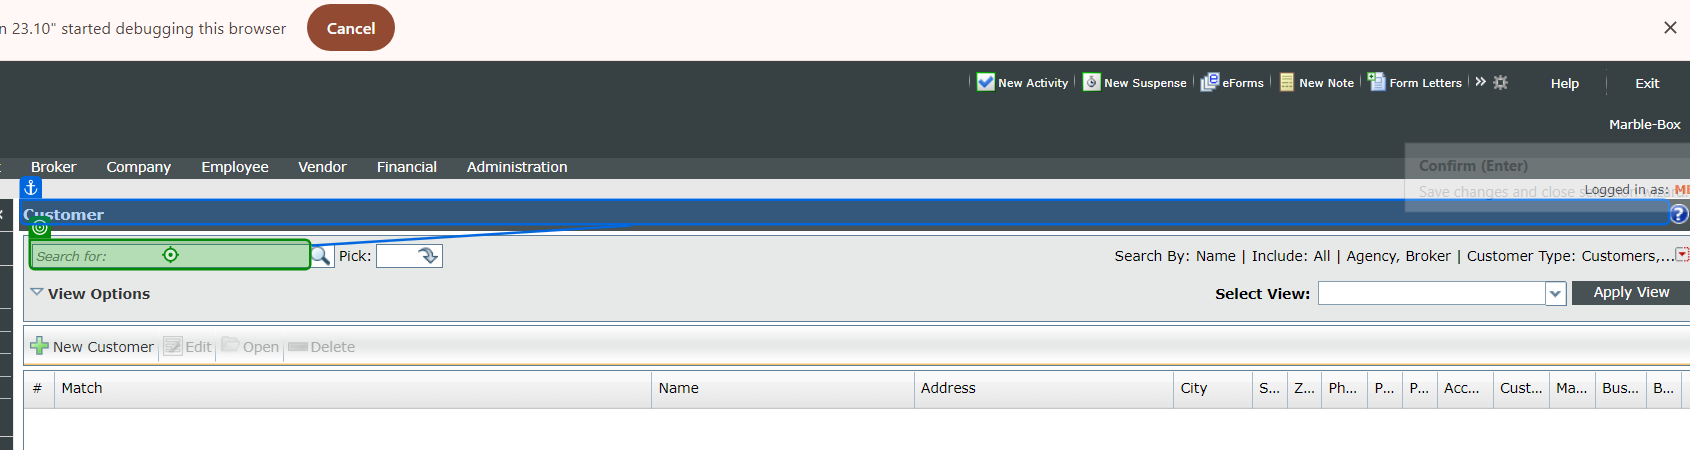 n 23.10" started debugging this browser Cancel
New Activity New Suspense eForms New Note Form Letters » Help Exit
Marble-Box
Broker Company Employee Vendor Financial Administration
Confirm (Enter)
Save changes and close
Logged in as:
Customer
Search for: Pick: Search By: Name | Include: All | Agency, Broker | Customer Type: Customers,...
View Options Select View: Apply View
New Customer Edit Open Delete
# Match Name Address City S... Z... Ph... P... P... Acc... Cust... Ma... Bus... B...